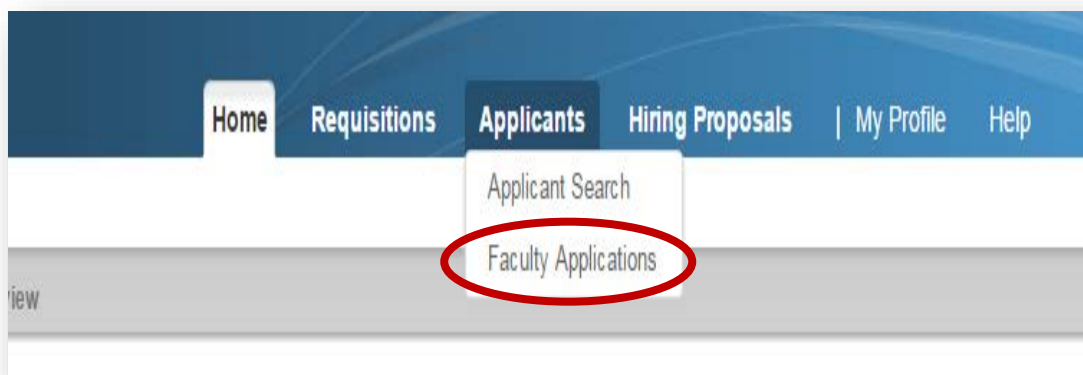 Home Requisitions Applicants Hiring Proposals | My Profile Help
Applicant Search
Faculty Applications